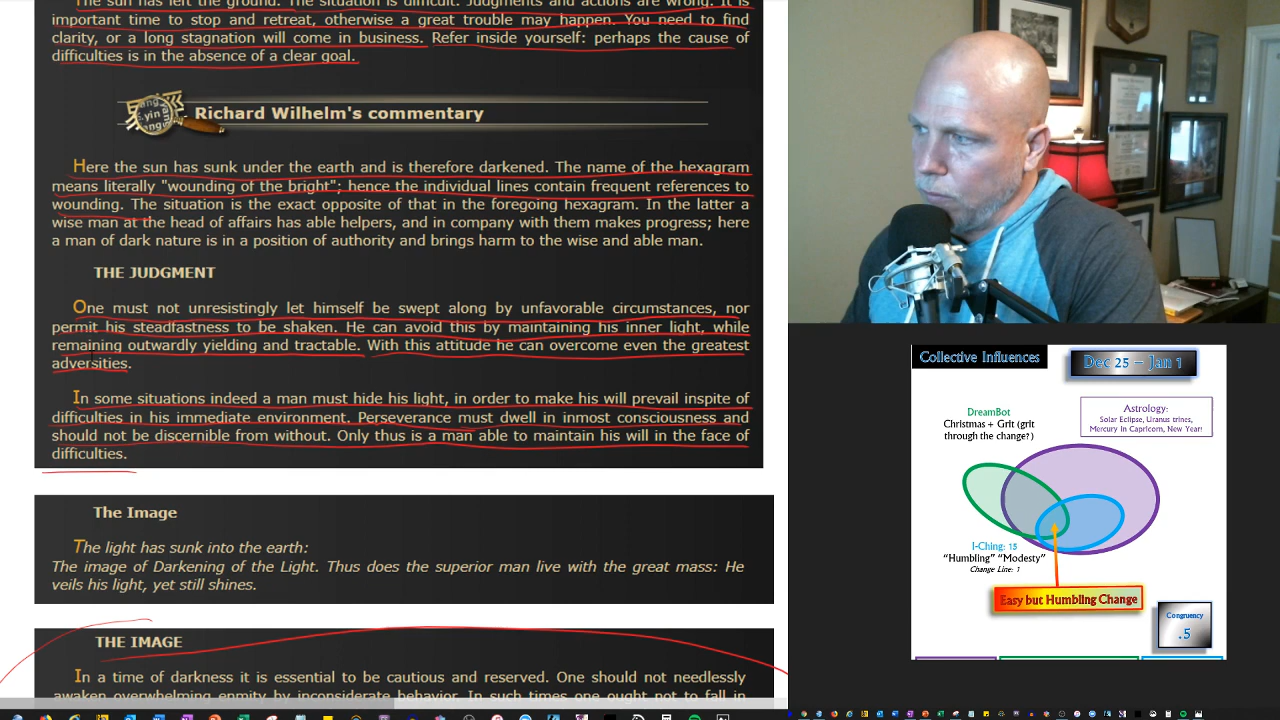 The sun has left the ground. The situation is difficult. Judgments and actions are wrong. It is
important time to stop and retreat, otherwise a great trouble may happen. You need to find
clarity, or a long stagnation will come in business. Refer inside yourself: perhaps the cause of
difficulties is in the absence of a clear goal.
yin
Richard Wilhelm's commentary
Here the sun has sunk under the earth and is therefore darkened. The name of the hexagram
means literally "wounding of the bright"; hence the individual lines contain frequent references to
wounding. The situation is the exact opposite of that in the foregoing hexagram. In the latter a
wise man at the head of affairs has able helpers, and in company with them makes progress; here
a man of dark nature is in a position of authority and brings harm to the wise and able man.
THE JUDGMENT
One must not unresistingly let himself be swept along by unfavorable circumstances, nor
permit his steadfastness to be shaken. He can avoid this by maintaining his inner light, while
remaining outwardly yielding and tractable. With this attitude he can overcome even the greatest
adversities.
In some situations indeed a man must hide his light, in order to make his will prevail inspite of
difficulties in his immediate environment. Perseverance must dwell in inmost consciousness and
should not be discernible from without. Only thus is a man able to maintain his will in the face of
difficulties.
The Image
The light has sunk into the earth:
The image of Darkening of the Light. Thus does the superior man live with the great mass: He
veils his light, yet still shines.
THE IMAGE
In a time of darkness it is essential to be cautious and reserved. One should not needlessly
awaken overwhelming enmity by inconsiderate behavior. In such times one ought not to fall in
Collective Influences
Dec 25 – Jan 1
DreamBot
Christmas + Grit (grit
through the change?)
Astrology:
Solar Eclipse, Uranus trines,
Mercury in Capricorn, New Year!
I-Ching: 15
"Humbling" "Modesty"
Change Line: 1
Easy but Humbling Change
Congruency
.5